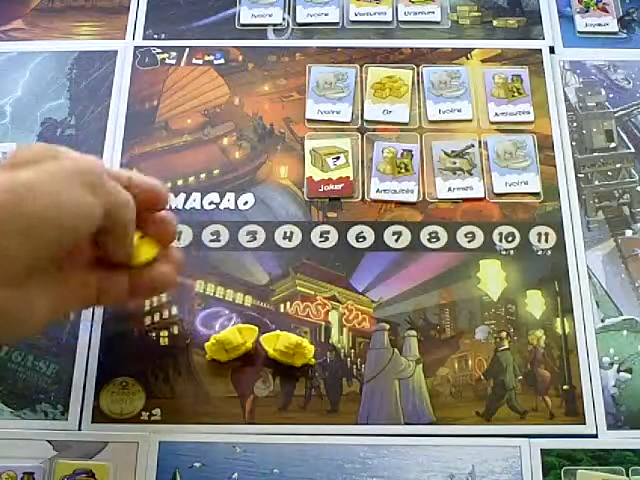 Ivoire Ivoire Voitures Uranium
Joyaux
Ivoire Or Ivoire Antiquités
Joker Antiquités Armes Ivoire
?
MACAO
1 2 3 4 5 6 7 8 9 10 11
x2